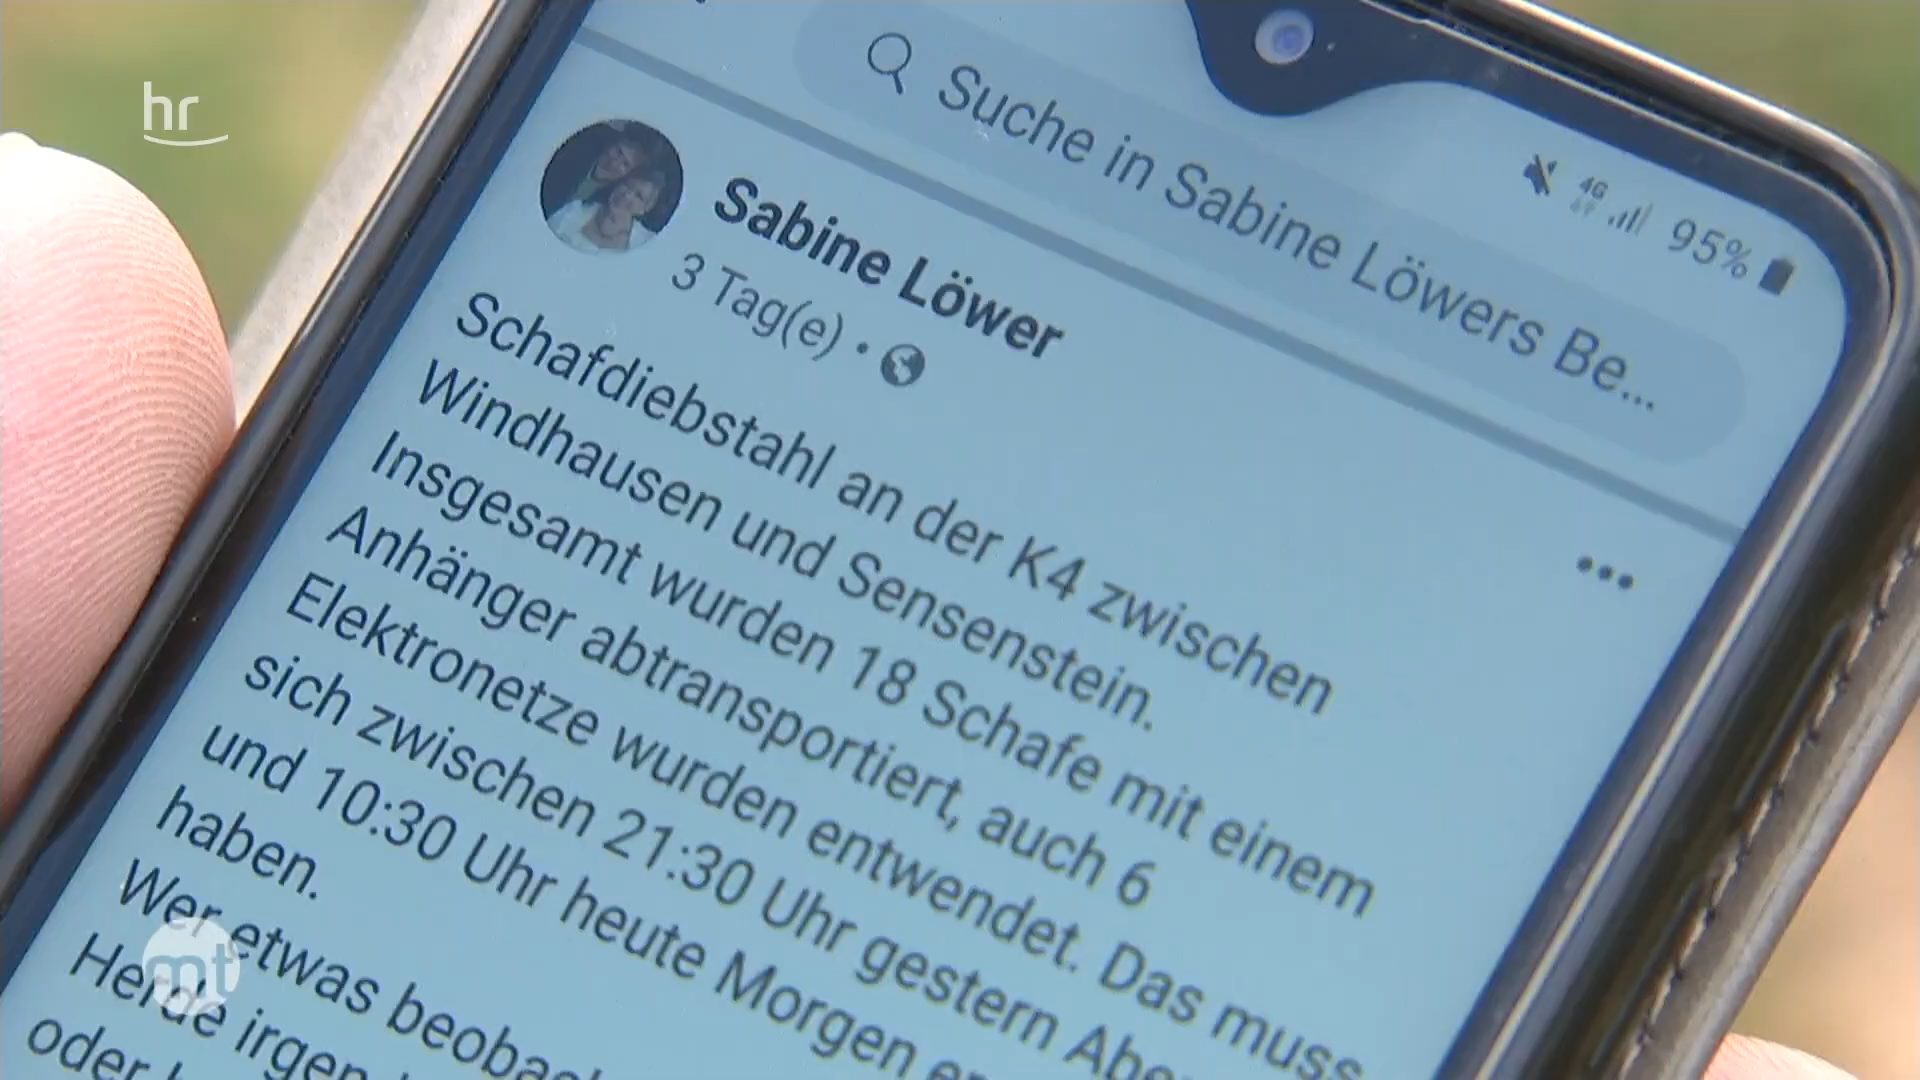 hr
Suche in Sabine Löwers Be...
4G 95%
Sabine Löwer
3 Tag(e) •
Schafdiebstahl an der K4 zwischen
Windhausen und Sensenstein.
Insgesamt wurden 18 Schafe mit einem
Anhänger abtransportiert, auch 6
Elektronetze wurden entwendet. Das muss
sich zwischen 21:30 Uhr gestern
und 10:30 Uhr heute Morgen
haben.
Wer etwas
Herde
oder
mt